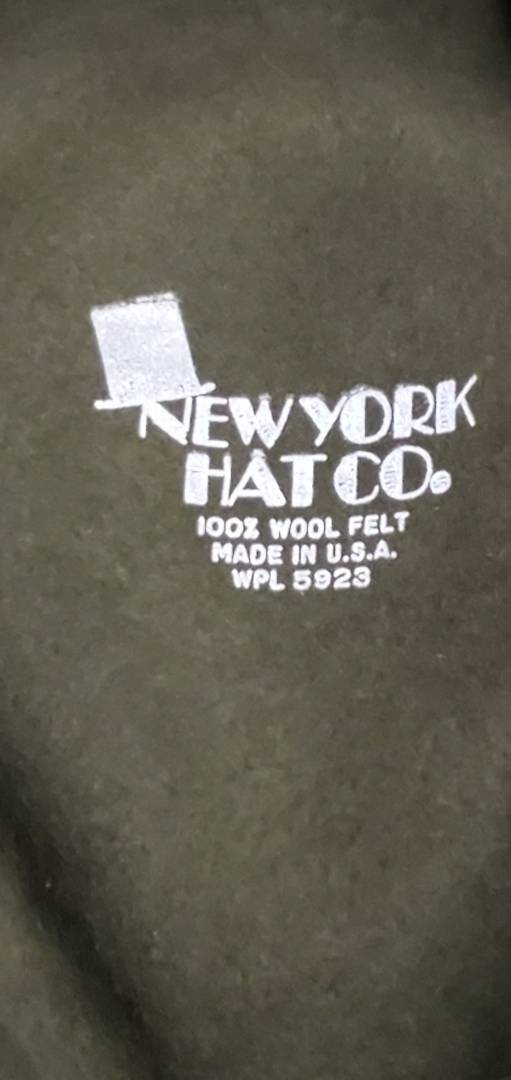 NEW YORK
HAT CO.
100% WOOL FELT
MADE IN U.S.A.
WPL 5923